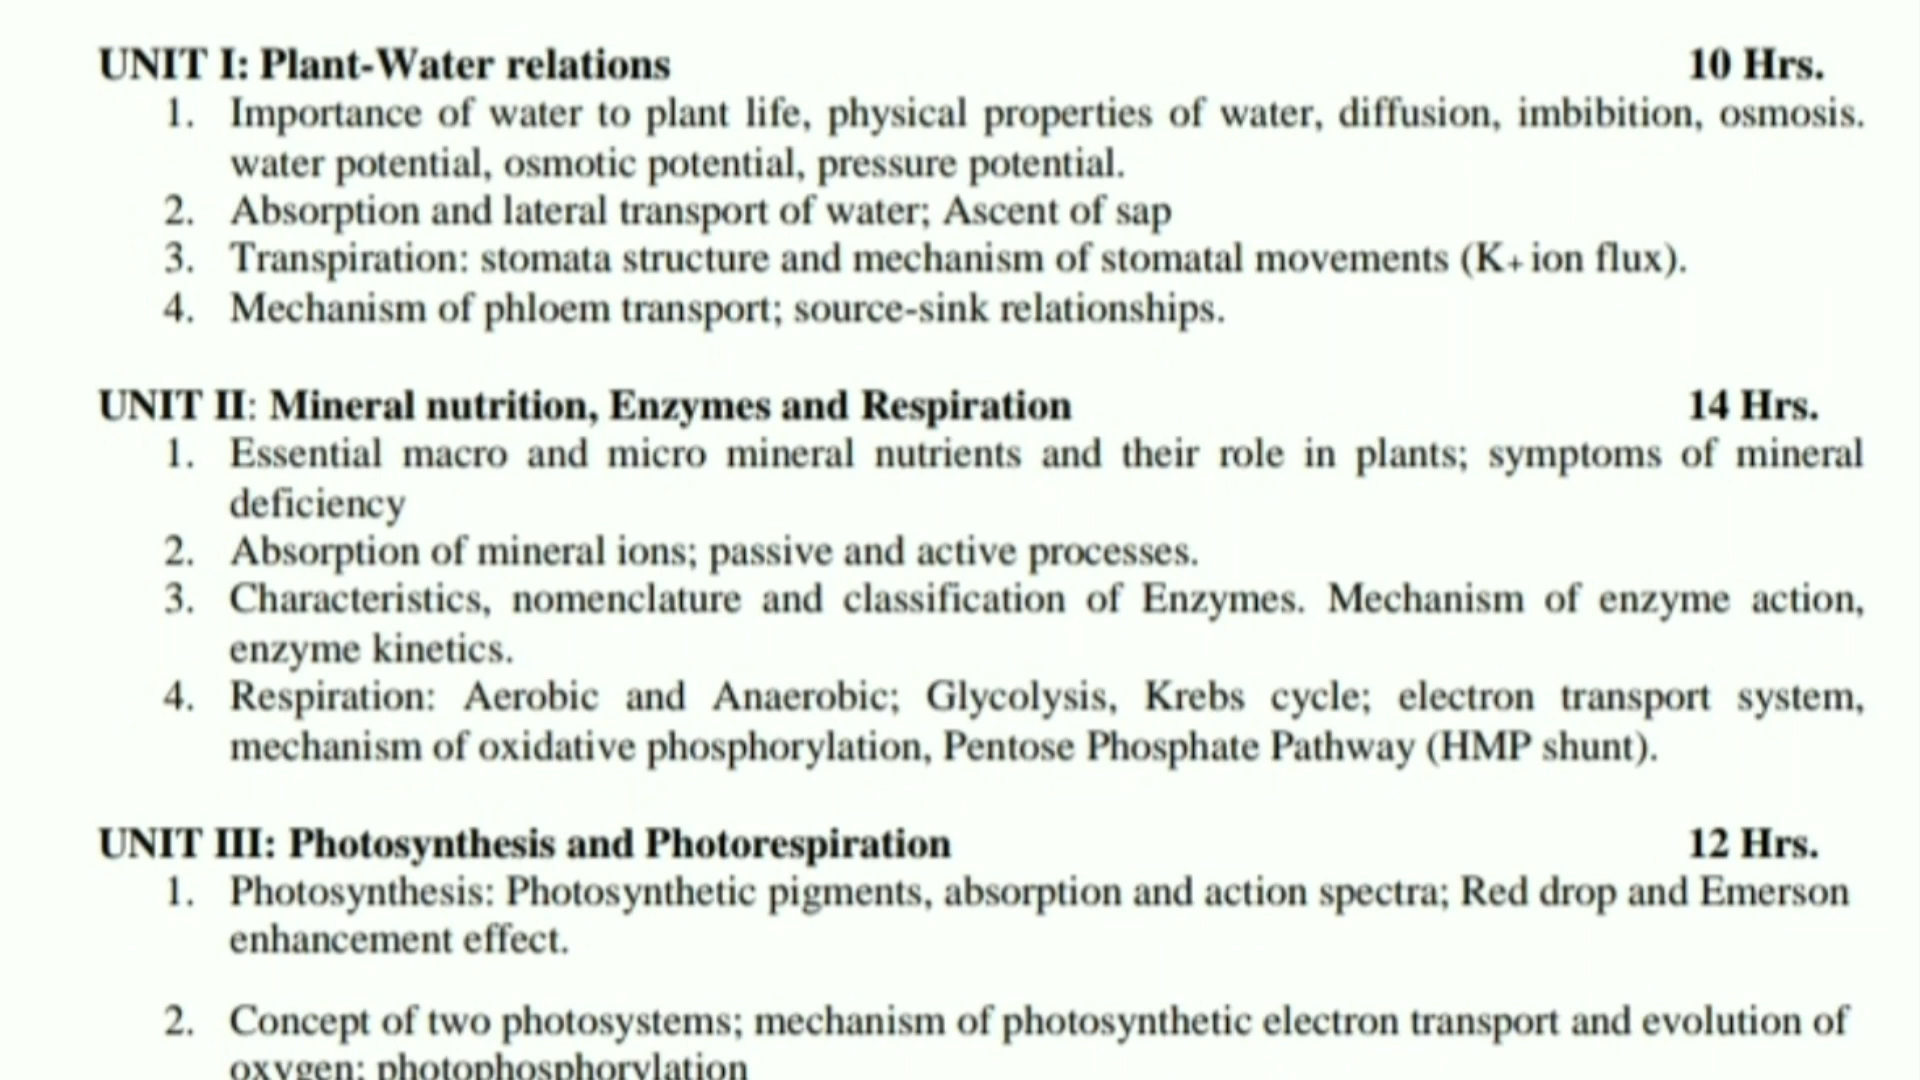 UNIT I: Plant-Water relations 10 Hrs.
1. Importance of water to plant life, physical properties of water, diffusion, imbibition, osmosis.
water potential, osmotic potential, pressure potential.
2. Absorption and lateral transport of water; Ascent of sap
3. Transpiration: stomata structure and mechanism of stomatal movements (K+ ion flux).
4. Mechanism of phloem transport; source-sink relationships.
UNIT II: Mineral nutrition, Enzymes and Respiration 14 Hrs.
1. Essential macro and micro mineral nutrients and their role in plants; symptoms of mineral
deficiency
2. Absorption of mineral ions; passive and active processes.
3. Characteristics, nomenclature and classification of Enzymes. Mechanism of enzyme action,
enzyme kinetics.
4. Respiration: Aerobic and Anaerobic; Glycolysis, Krebs cycle; electron transport system,
mechanism of oxidative phosphorylation, Pentose Phosphate Pathway (HMP shunt).
UNIT III: Photosynthesis and Photorespiration 12 Hrs.
1. Photosynthesis: Photosynthetic pigments, absorption and action spectra; Red drop and Emerson
enhancement effect.
2. Concept of two photosystems; mechanism of photosynthetic electron transport and evolution of
oxygen; photophosphorylation